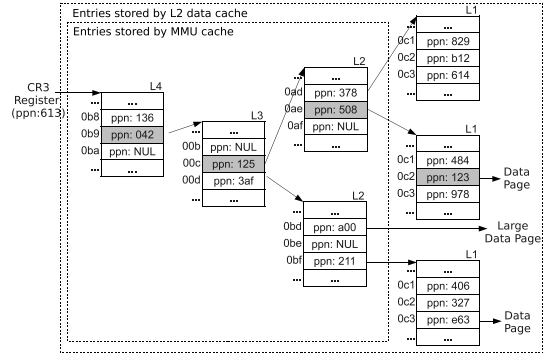 Entries stored by L2 data cache
Entries stored by MMU cache
CR3
Register
(ppn:613)
L4
...
...
0b8 ppn: 136
0b9 ppn: 042
0ba ppn: NUL
...
...
L3
...
...
00b ppn: NUL
00c ppn: 125
00d ppn: 3af
...
...
L2
...
...
0ad ppn: 378
0ae ppn: 508
0af ppn: NUL
...
...
L2
...
...
0bd ppn: a00
0be ppn: NUL
0bf ppn: 211
...
...
L1
...
...
0c1 ppn: 829
0c2 ppn: b12
0c3 ppn: 614
...
...
L1
...
...
0c1 ppn: 484
0c2 ppn: 123
0c3 ppn: 978
...
...
Data
Page
Large
Data Page
L1
...
...
0c1 ppn: 406
0c2 ppn: 327
0c3 ppn: e63
...
...
Data
Page